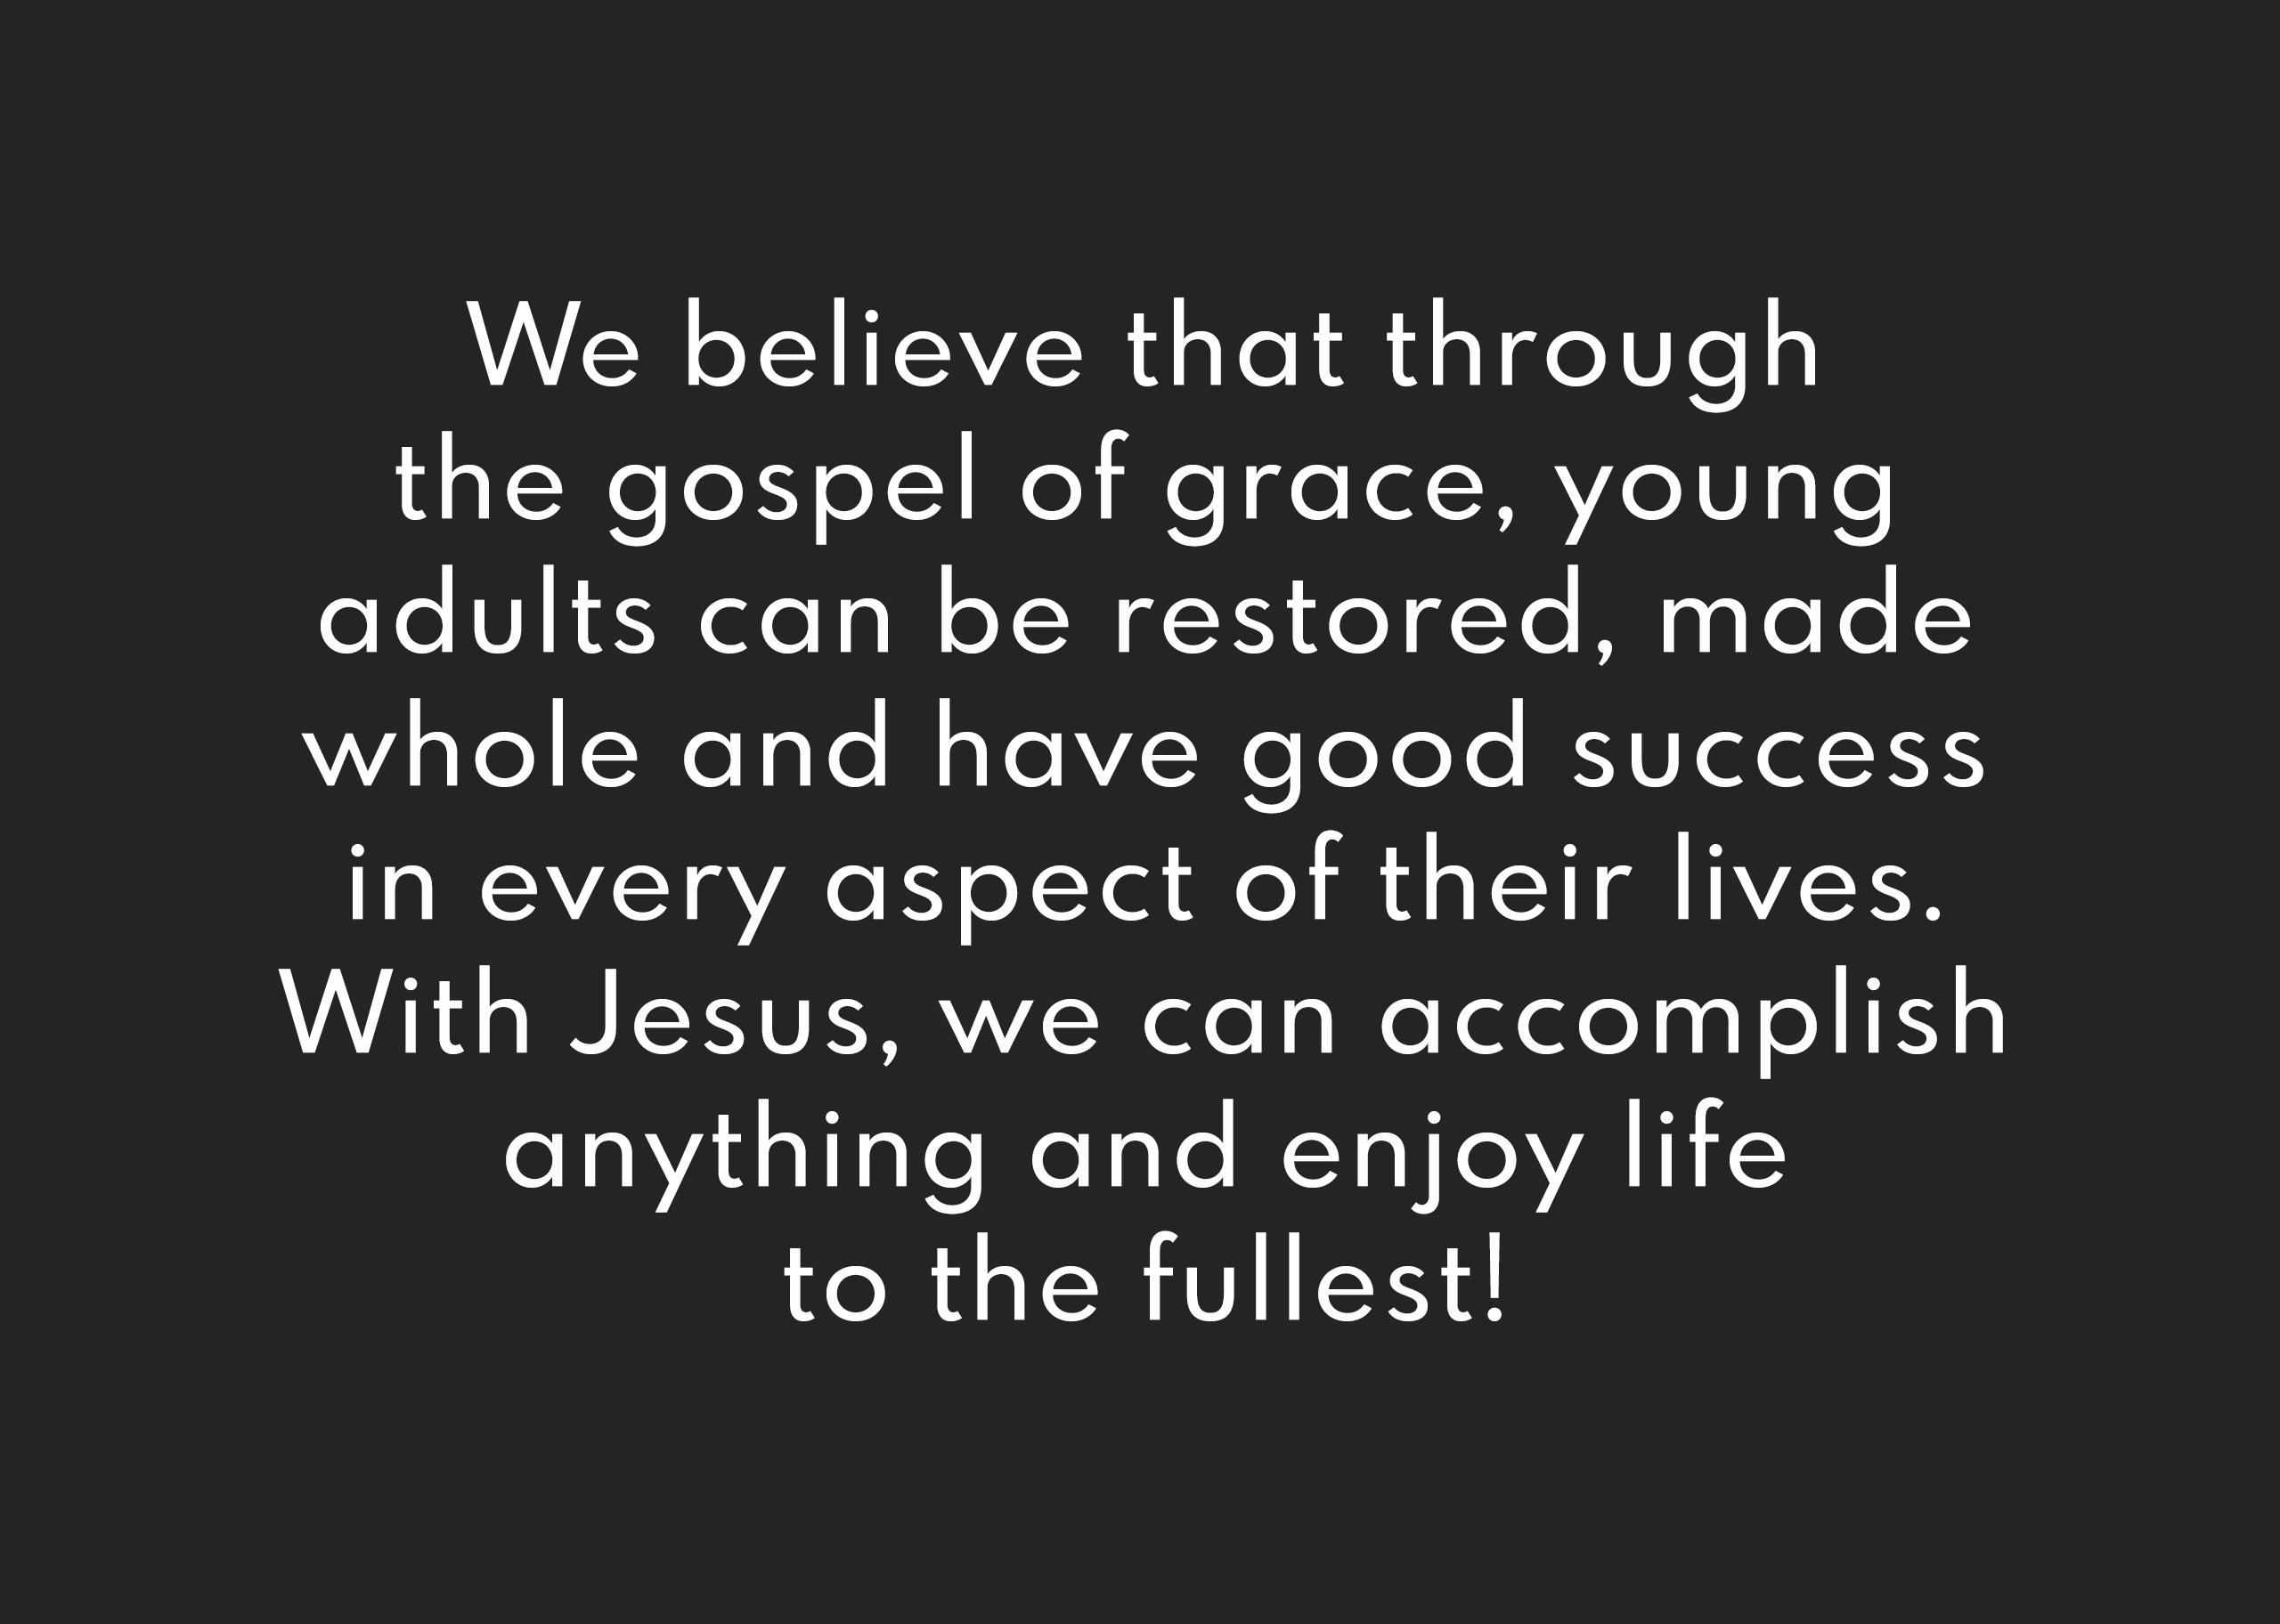 We believe that through
the gospel of grace, young
adults can be restored, made
whole and have good success
in every aspect of their lives.
With Jesus, we can accomplish
anything and enjoy life
to the fullest!